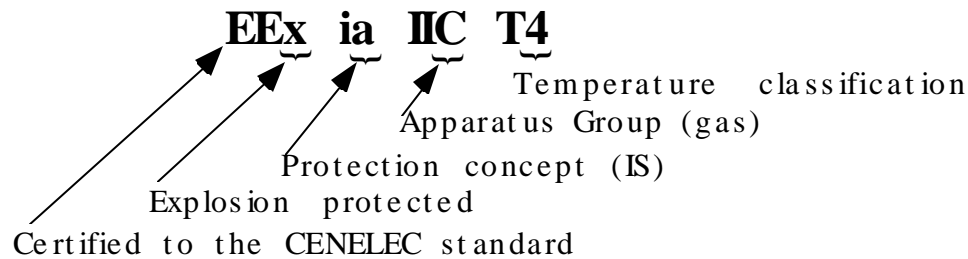 EEx ia IIC T4
Temperature classification
Apparatus Group (gas)
Protection concept (IS)
Explosion protected
Certified to the CENELEC standard